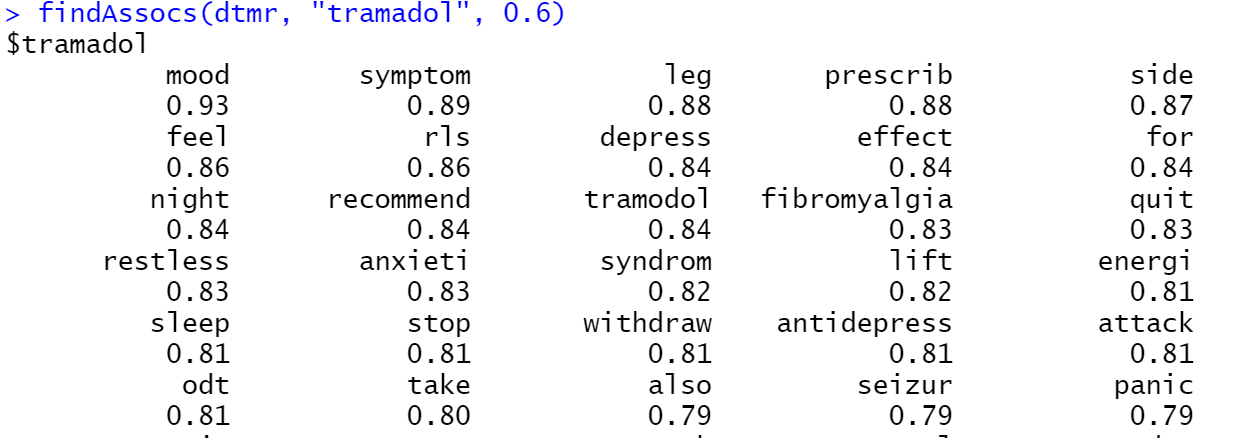 > findAssocs(dtmr, "tramadol", 0.6)
$tramadol
mood symptom leg prescrib side
0.93 0.89 0.88 0.88 0.87
feel rls depress effect for
0.86 0.86 0.84 0.84 0.84
night recommend tramodol fibromyalgia quit
0.84 0.84 0.84 0.83 0.83
restless anxieti syndrom lift energi
0.83 0.83 0.82 0.82 0.81
sleep stop withdraw antidepress attack
0.81 0.81 0.81 0.81 0.81
odt take also seizur panic
0.81 0.80 0.79 0.79 0.79